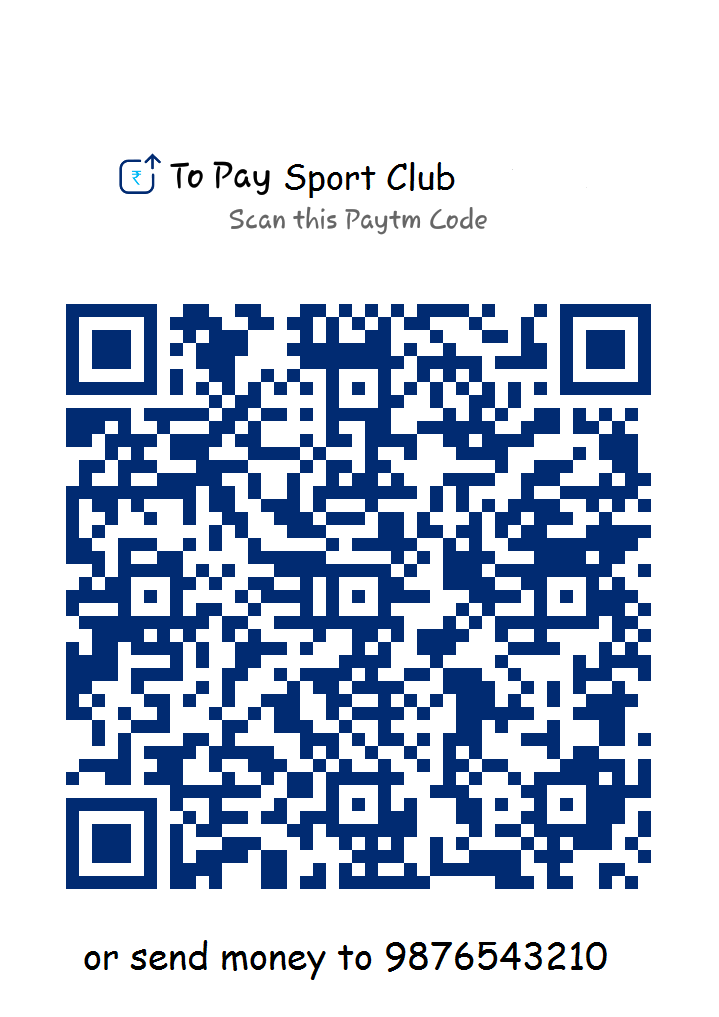 ₹ To Pay Sport Club
Scan this Paytm Code
or send money to 9876543210